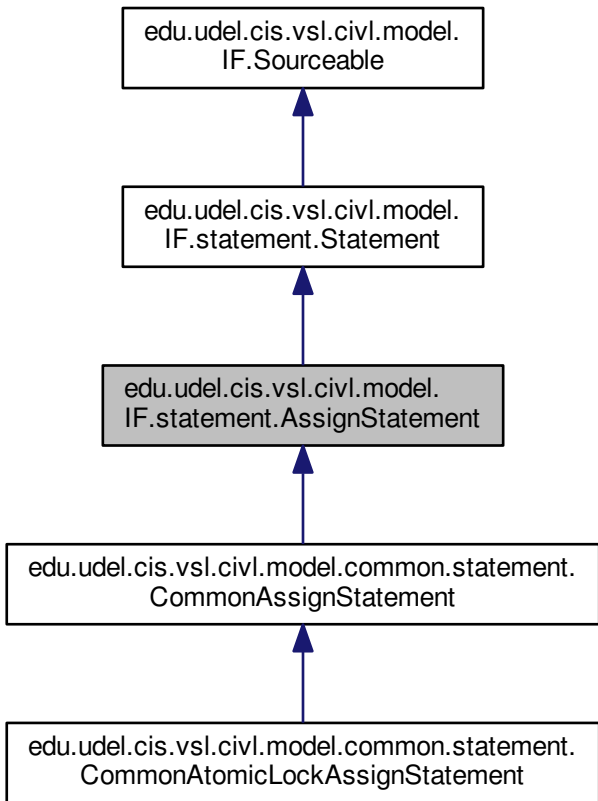 edu.udel.cis.vsl.civl.model.
IF.Sourceable
edu.udel.cis.vsl.civl.model.
IF.statement.Statement
edu.udel.cis.vsl.civl.model.
IF.statement.AssignStatement
edu.udel.cis.vsl.civl.model.common.statement.
CommonAssignStatement
edu.udel.cis.vsl.civl.model.common.statement.
CommonAtomicLockAssignStatement